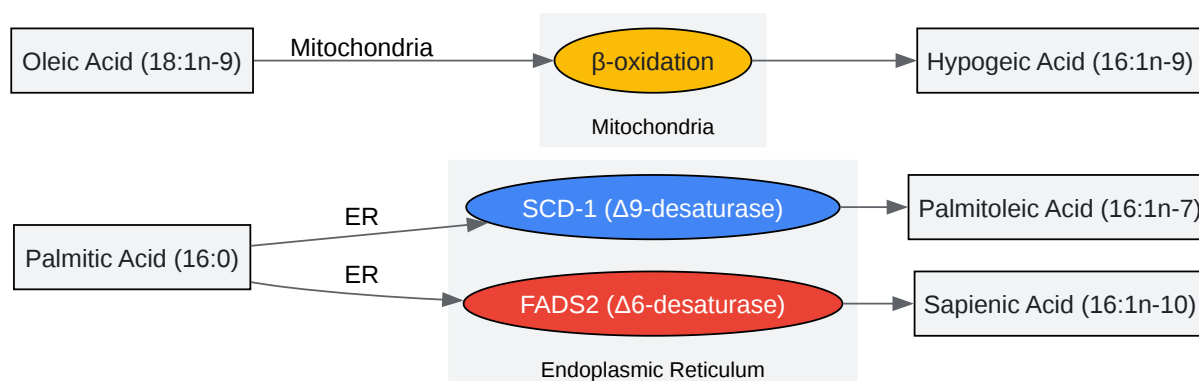 Oleic Acid (18:1n-9)
Mitochondria
β-oxidation
Hypogeic Acid (16:1n-9)
Mitochondria
Palmitic Acid (16:0)
ER
SCD-1 (Δ9-desaturase)
Palmitoleic Acid (16:1n-7)
ER
FADS2 (Δ6-desaturase)
Sapienic Acid (16:1n-10)
Endoplasmic Reticulum